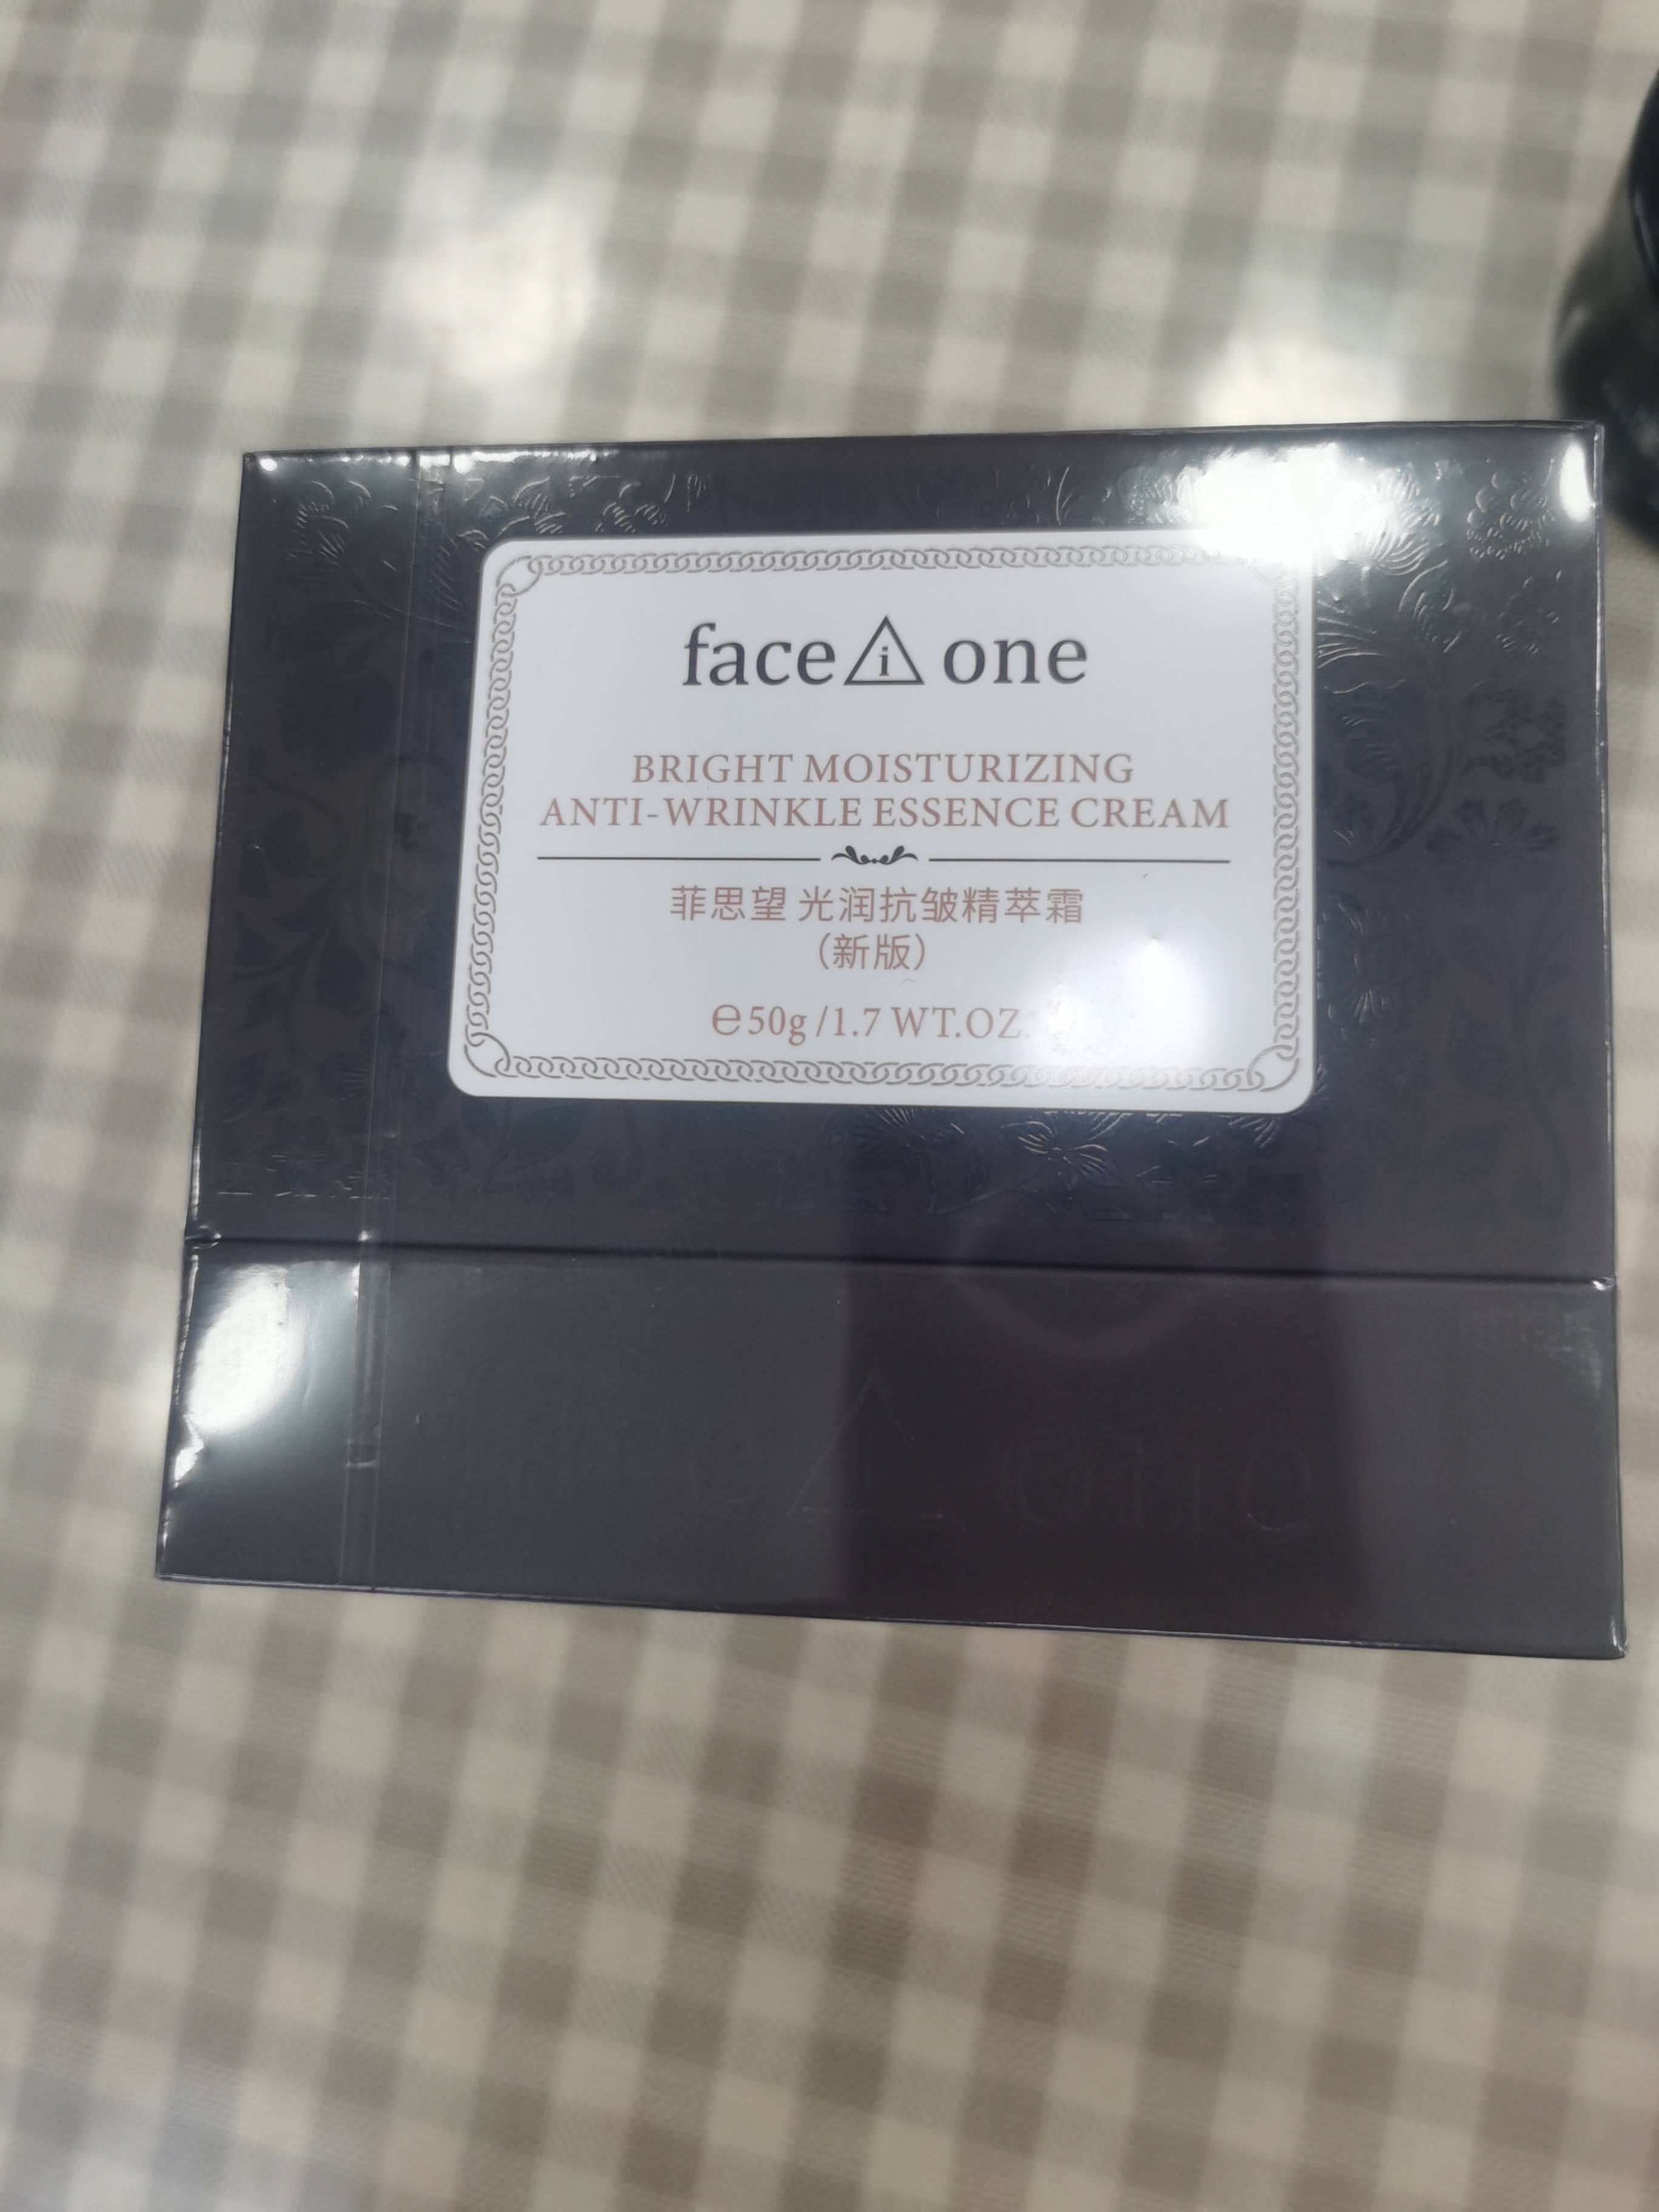 face i one
BRIGHT MOISTURIZING
ANTI-WRINKLE ESSENCE CREAM
菲思望 光润抗皱精萃霜
(新版)
℮50g/1.7 WT.OZ.
one